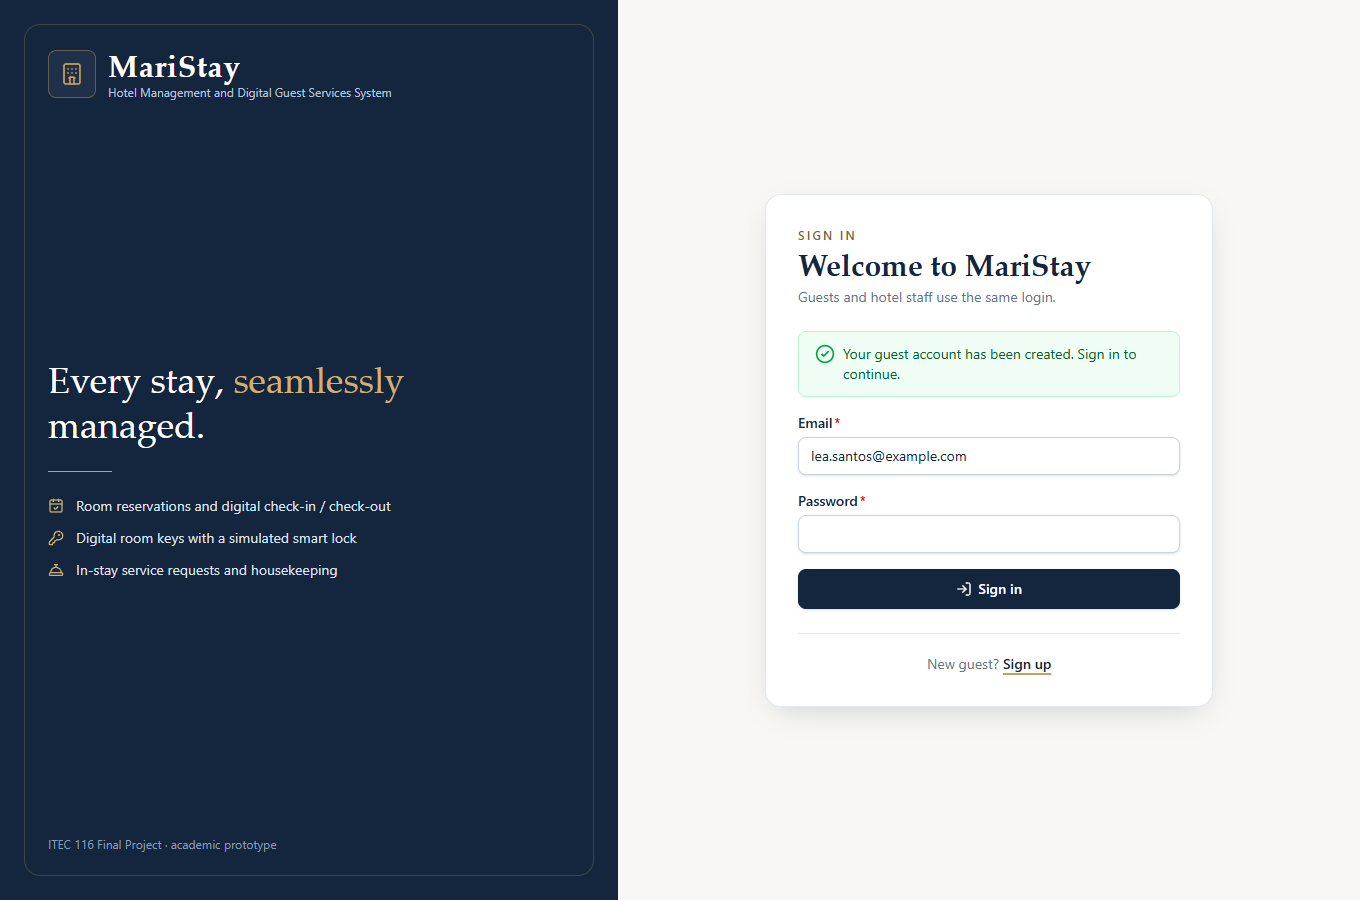 MariStay
Hotel Management and Digital Guest Services System
Every stay, seamlessly
managed.
Room reservations and digital check-in / check-out
Digital room keys with a simulated smart lock
In-stay service requests and housekeeping
ITEC 116 Final Project · academic prototype
SIGN IN
Welcome to MariStay
Guests and hotel staff use the same login.
Your guest account has been created. Sign in to
continue.
Email*
lea.santos@example.com
Password*
Sign in
New guest? Sign up